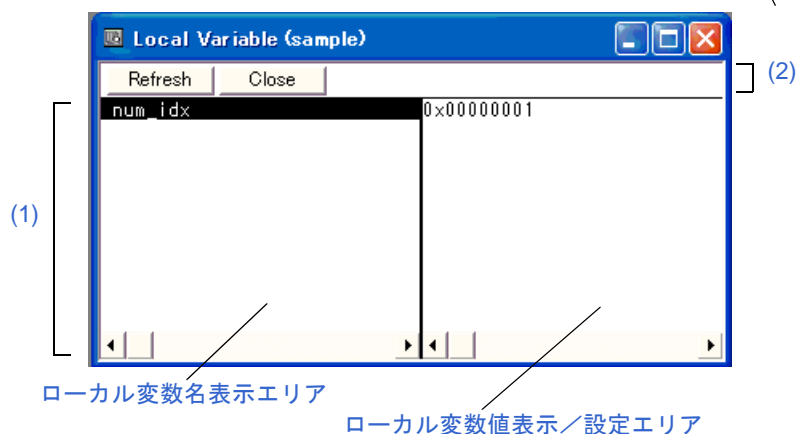 Local Variable (sample)
Refresh Close
(2)
num_idx 0x00000001
(1)
ローカル変数名表示エリア
ローカル変数値表示／設定エリア